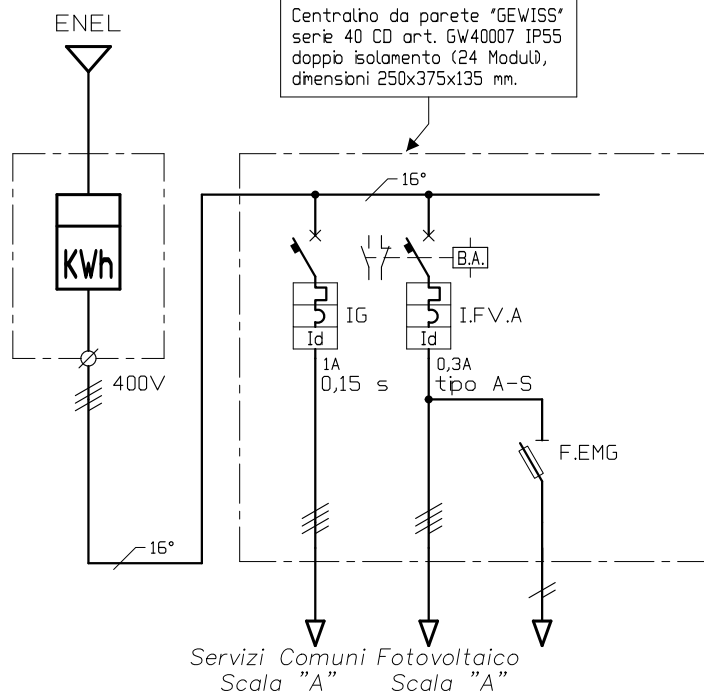 ENEL
Centralino da parete "GEWISS"
serie 40 CD art. GW40007 IP55
doppio isolamento (24 Moduli),
dimensioni 250x375x135 mm.
16°
KWh
B.A.
IG
I.FV.A
Id
Id
1A
0,15 s
0,3A
tipo A-S
400V
F.EMG
16°
Servizi Comuni
Scala "A"
Fotovoltaico
Scala "A"